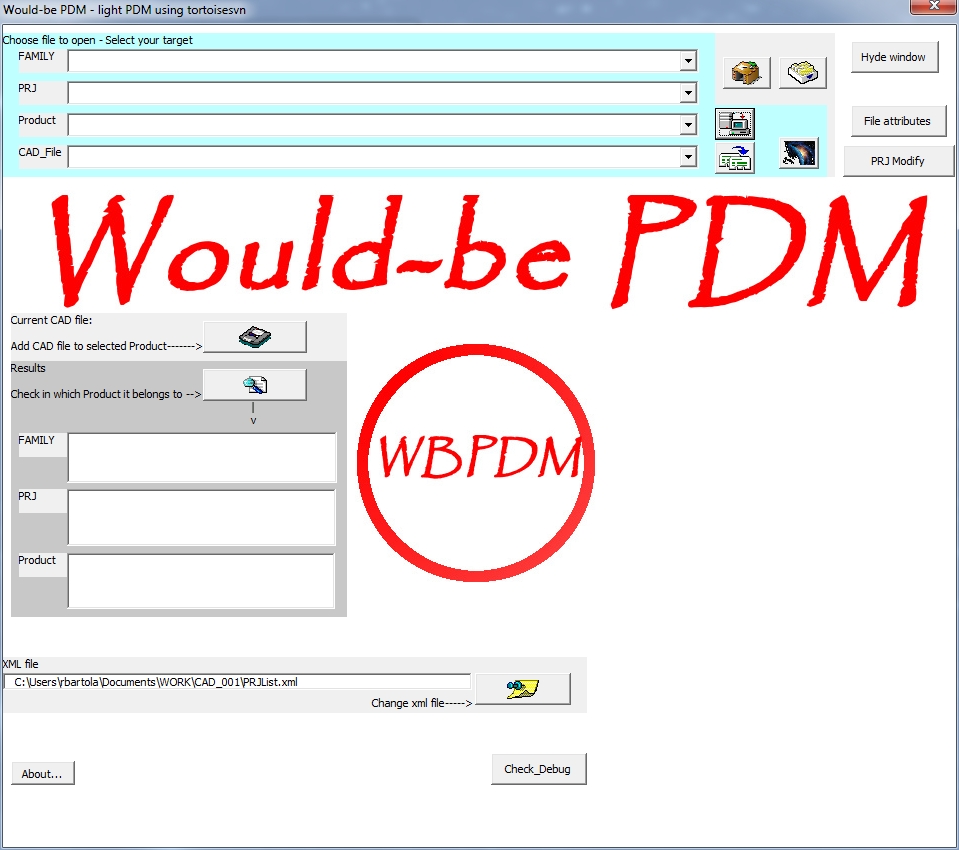 Would-be PDM - light PDM using tortoisesvn
Choose file to open - Select your target
FAMILY
PRJ
Product
CAD_File
Hyde window
File attributes
PRJ Modify
Would-be PDM
Current CAD file:
Add CAD file to selected Product------->
Results
Check in which Product it belongs to -->
|
v
FAMILY
PRJ
Product
WBPDM
XML file
C:\Users\rbartola\Documents\WORK\CAD_001\PRJList.xml
Change xml file----->
About...
Check_Debug